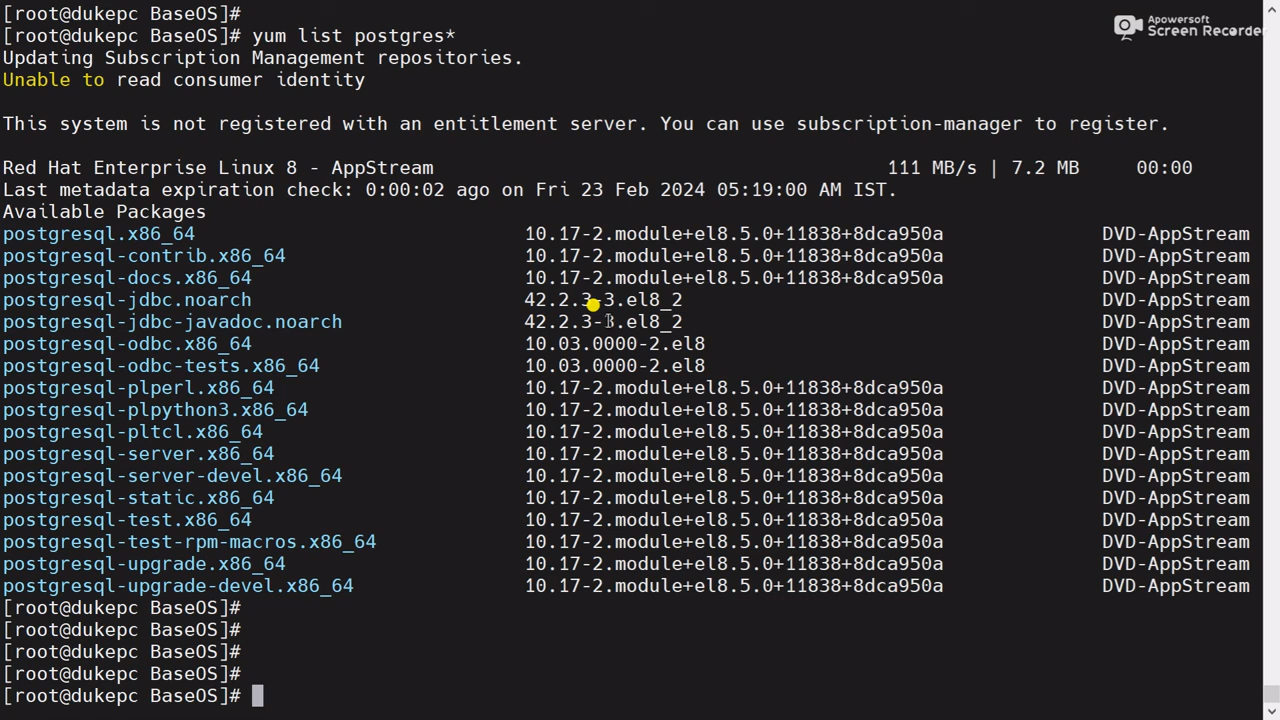 [root@dukepc BaseOS]#
Apowersoft
Screen Recorder
[root@dukepc BaseOS]# yum list postgres*
Updating Subscription Management repositories.
Unable to read consumer identity
This system is not registered with an entitlement server. You can use subscription-manager to register.
Red Hat Enterprise Linux 8 - AppStream 111 MB/s | 7.2 MB 00:00
Last metadata expiration check: 0:00:02 ago on Fri 23 Feb 2024 05:19:00 AM IST.
Available Packages
postgresql.x86_64 10.17-2.module+el8.5.0+11838+8dca950a DVD-AppStream
postgresql-contrib.x86_64 10.17-2.module+el8.5.0+11838+8dca950a DVD-AppStream
postgresql-docs.x86_64 10.17-2.module+el8.5.0+11838+8dca950a DVD-AppStream
postgresql-jdbc.noarch 42.2.3-3.el8_2 DVD-AppStream
postgresql-jdbc-javadoc.noarch 42.2.3-3.el8_2 DVD-AppStream
postgresql-odbc.x86_64 10.03.0000-2.el8 DVD-AppStream
postgresql-odbc-tests.x86_64 10.03.0000-2.el8 DVD-AppStream
postgresql-plperl.x86_64 10.17-2.module+el8.5.0+11838+8dca950a DVD-AppStream
postgresql-plpython3.x86_64 10.17-2.module+el8.5.0+11838+8dca950a DVD-AppStream
postgresql-pltcl.x86_64 10.17-2.module+el8.5.0+11838+8dca950a DVD-AppStream
postgresql-server.x86_64 10.17-2.module+el8.5.0+11838+8dca950a DVD-AppStream
postgresql-server-devel.x86_64 10.17-2.module+el8.5.0+11838+8dca950a DVD-AppStream
postgresql-static.x86_64 10.17-2.module+el8.5.0+11838+8dca950a DVD-AppStream
postgresql-test.x86_64 10.17-2.module+el8.5.0+11838+8dca950a DVD-AppStream
postgresql-test-rpm-macros.x86_64 10.17-2.module+el8.5.0+11838+8dca950a DVD-AppStream
postgresql-upgrade.x86_64 10.17-2.module+el8.5.0+11838+8dca950a DVD-AppStream
postgresql-upgrade-devel.x86_64 10.17-2.module+el8.5.0+11838+8dca950a DVD-AppStream
[root@dukepc BaseOS]#
[root@dukepc BaseOS]#
[root@dukepc BaseOS]#
[root@dukepc BaseOS]#
[root@dukepc BaseOS]#